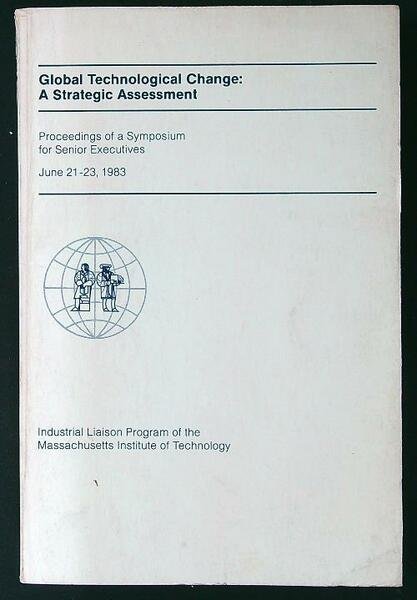 Global Technological Change:
A Strategic Assessment
Proceedings of a Symposium
for Senior Executives
June 21-23, 1983
Industrial Liaison Program of the
Massachusetts Institute of Technology